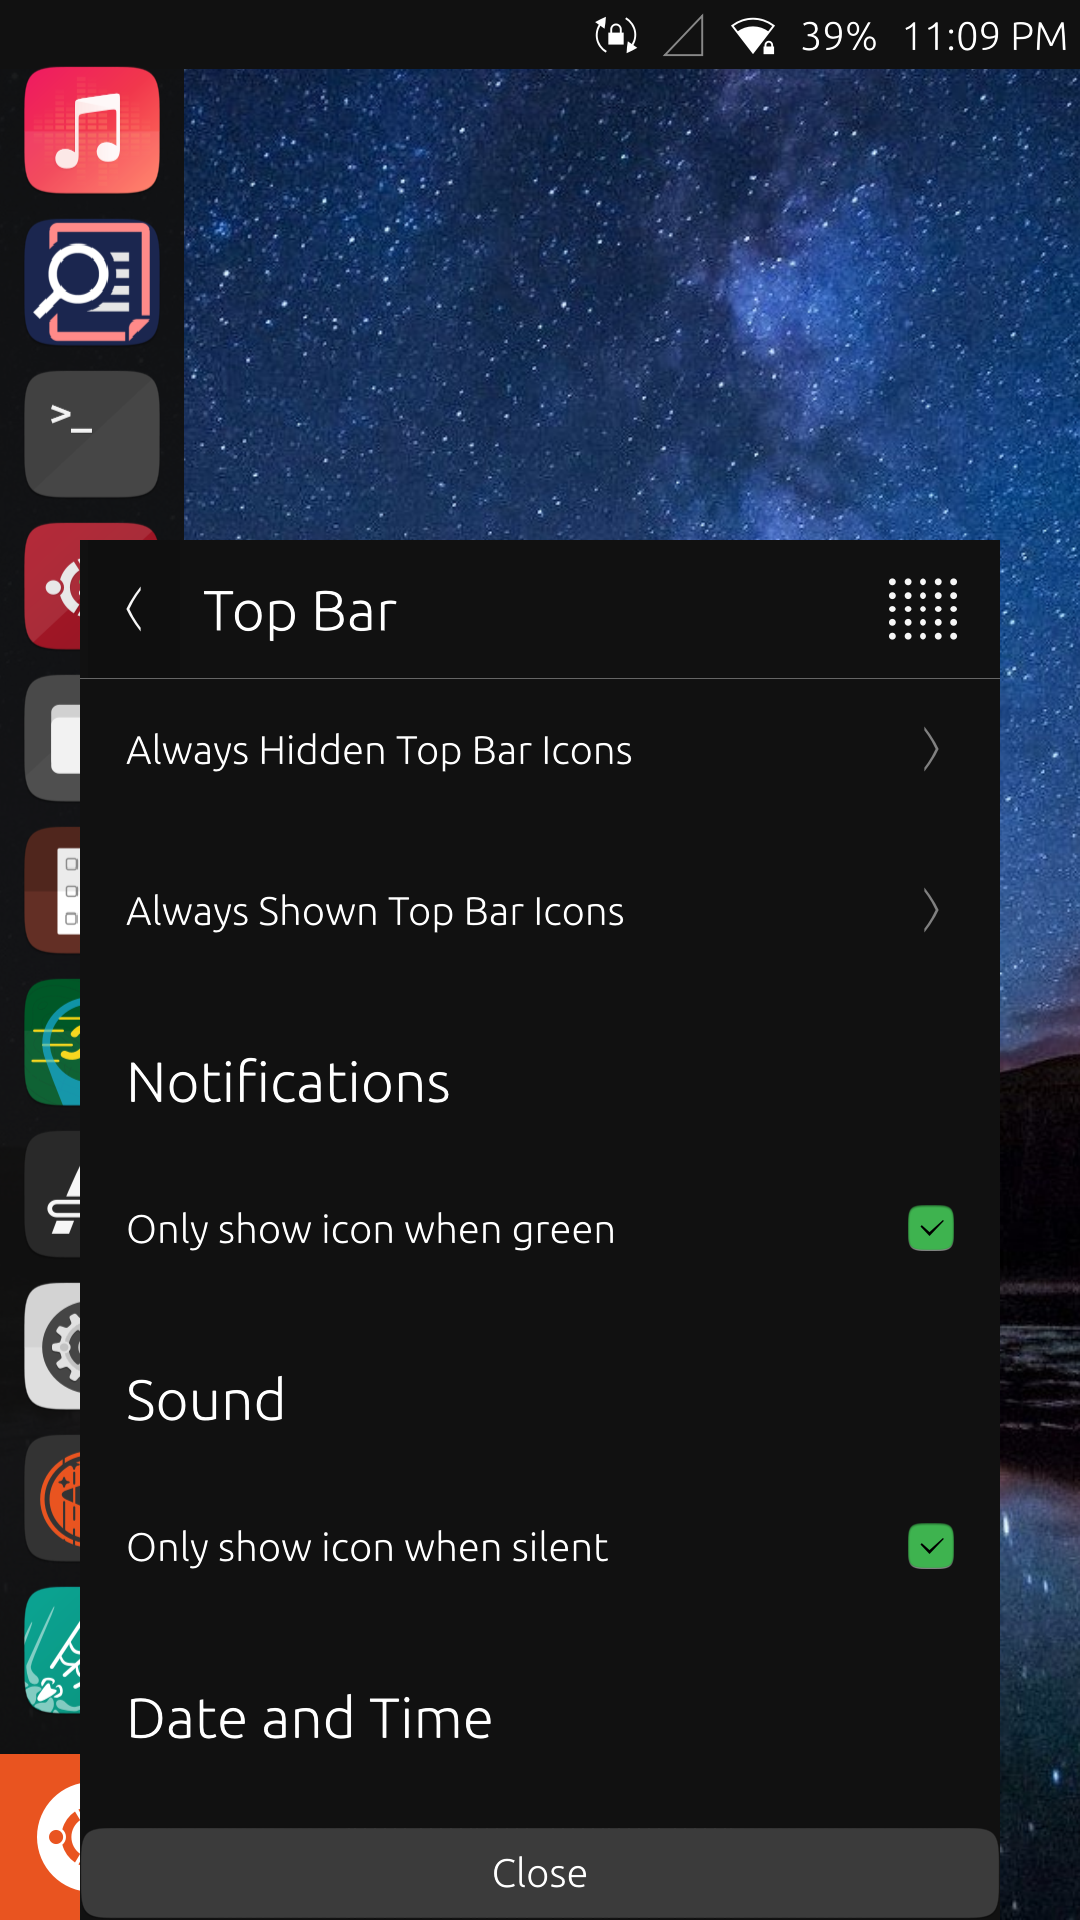 39% 11:09 PM
>_
Top Bar
Always Hidden Top Bar Icons
Always Shown Top Bar Icons
Notifications
Only show icon when green
Sound
Only show icon when silent
Date and Time
Close